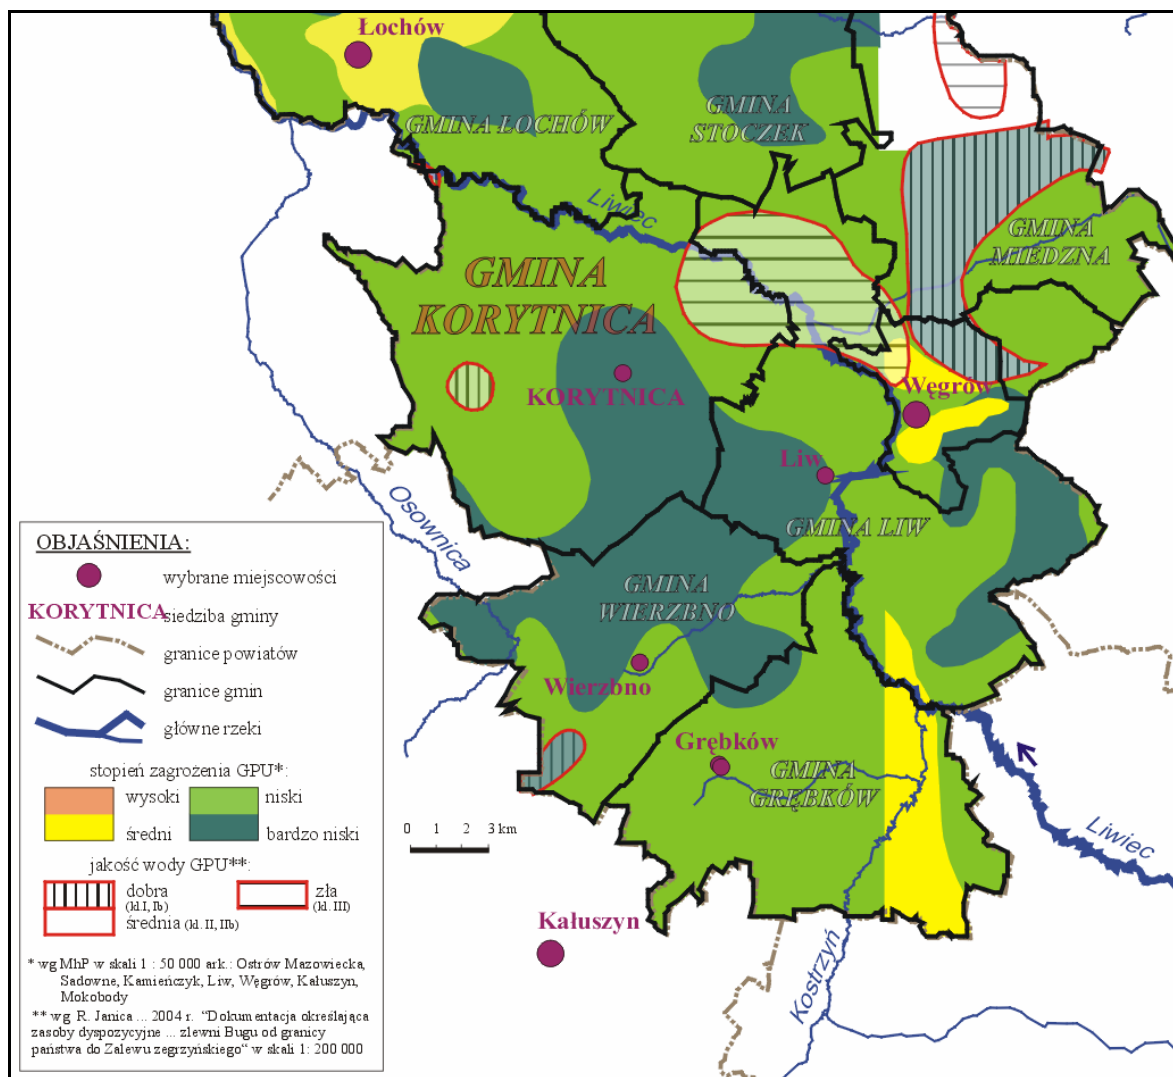 Łochów
GMINA ŁOCHÓW
GMINA
STOCZEK
Liwiec
GMINA
MIEDZNA
GMINA
KORYTNICA
KORYTNICA
Węgrów
Liw
GMINA LIW
Osownica
GMINA
WIERZBNO
Wierzbno
Grębków
GMINA
GRĘBKÓW
Liwiec
Kałuszyn
Kostrzyń
0 1 2 3 km
OBJAŚNIENIA:
wybrane miejscowości
KORYTNICA siedziba gminy
granice powiatów
granice gmin
główne rzeki
stopień zagrożenia GPU*:
wysoki niski
średni bardzo niski
jakość wody GPU**:
dobra zła
(kl.I, Ib) (kl. III)
średnia (kl. II, IIb)
* wg MhP w skali 1 : 50 000 ark.: Ostrów Mazowiecka,
Sadowne, Kamieńczyk, Liw, Węgrów, Kałuszyn,
Mokobody
** wg R. Janica ... 2004 r. “Dokumentacja określająca
zasoby dyspozycyjne ... zlewni Bugu od granicy
państwa do Zalewu zegrzyńskiego“ w skali 1: 200 000